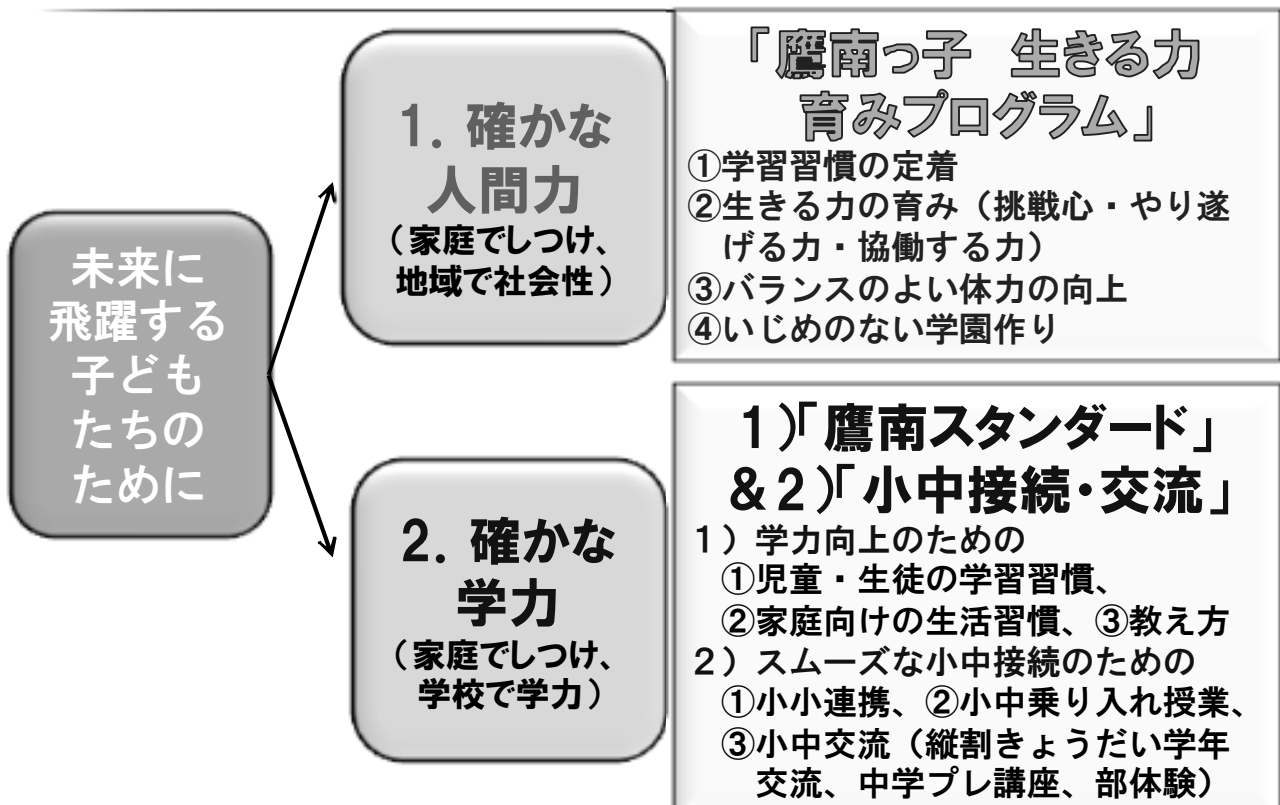 未来に
飛躍する
子ども
たちの
ために
1．確かな
人間力
（家庭でしつけ、
地域で社会性）
「鷹南っ子　生きる力
育みプログラム」
①学習習慣の定着
②生きる力の育み（挑戦心・やり遂
げる力・協働する力）
③バランスのよい体力の向上
④いじめのない学園作り
2．確かな
学力
（家庭でしつけ、
学校で学力）
1）「鷹南スタンダード」
＆2）「小中接続・交流」
1）学力向上のための
①児童・生徒の学習習慣、
②家庭向けの生活習慣、③教え方
2）スムーズな小中接続のための
①小小連携、②小中乗り入れ授業、
③小中交流（縦割きょうだい学年
交流、中学プレ講座、部体験）